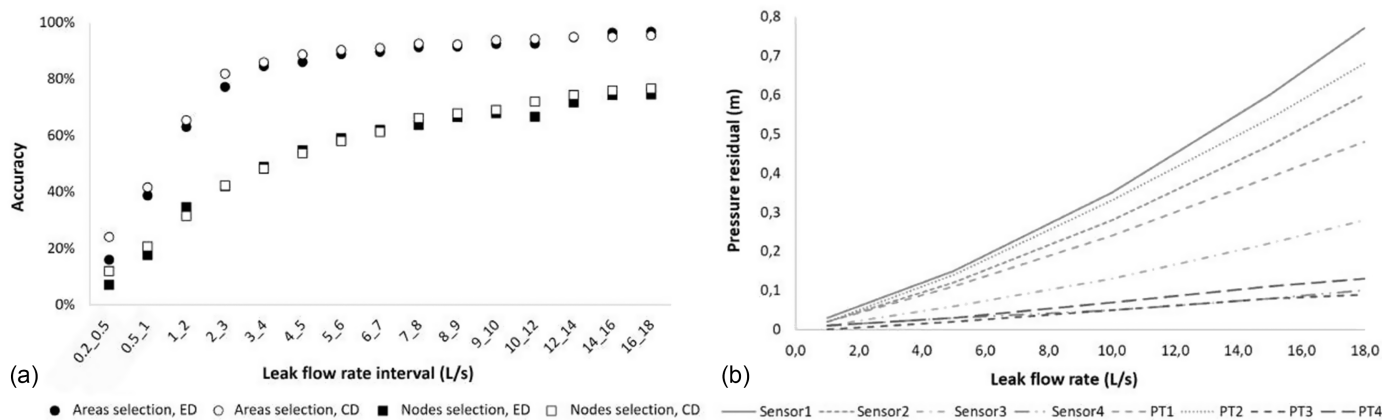 100%
80%
60%
40%
20%
0%
Accuracy
0.2_0.5
0.5_1
1_2
2_3
3_4
4_5
5_6
6_7
7_8
8_9
9_10
10_12
12_14
14_16
16_18
Leak flow rate interval (L/s)
(a)
Areas selection, ED
Areas selection, CD
Nodes selection, ED
Nodes selection, CD
0,8
0,7
0,6
0,5
0,4
0,3
0,2
0,1
0
Pressure residual (m)
0,0
2,0
4,0
6,0
8,0
10,0
12,0
14,0
16,0
18,0
Leak flow rate (L/s)
(b)
Sensor1
Sensor2
Sensor3
Sensor4
PT1
PT2
PT3
PT4